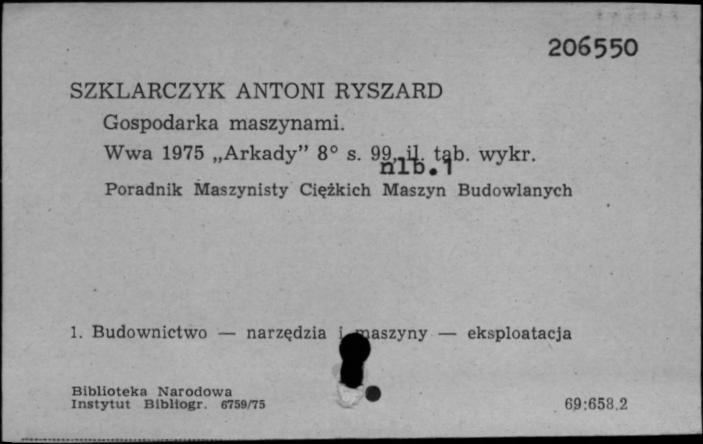 206550
SZKLARCZYK ANTONI RYSZARD
Gospodarka maszynami.
Wwa 1975 „Arkady” 8° s. 99, il. tab. wykr.
nlb. 1
Poradnik Maszynisty Ciężkich Maszyn Budowlanych
1. Budownictwo — narzędzia i maszyny — eksploatacja
Biblioteka Narodowa
Instytut Bibliogr. 6759/75
69:658.2